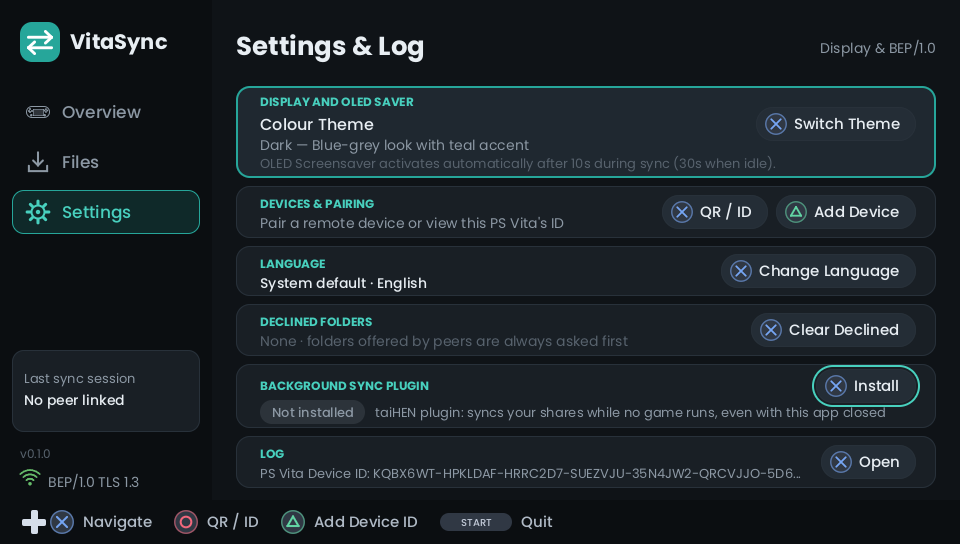 VitaSync
Overview
Files
Settings
Last sync session
No peer linked
v0.1.0
BEP/1.0 TLS 1.3
Settings & Log
Display & BEP/1.0
DISPLAY AND OLED SAVER
Colour Theme
Dark — Blue-grey look with teal accent
OLED Screensaver activates automatically after 10s during sync (30s when idle).
Switch Theme
DEVICES & PAIRING
Pair a remote device or view this PS Vita's ID
QR / ID
Add Device
LANGUAGE
System default · English
Change Language
DECLINED FOLDERS
None · folders offered by peers are always asked first
Clear Declined
BACKGROUND SYNC PLUGIN
Install
Not installed
taiHEN plugin: syncs your shares while no game runs, even with this app closed
LOG
PS Vita Device ID: KQBX6WT-HPKLDAF-HRRC2D7-SUEZVJU-35N4JW2-QRCVJJO-5D6...
Open
Navigate
QR / ID
Add Device ID
START
Quit